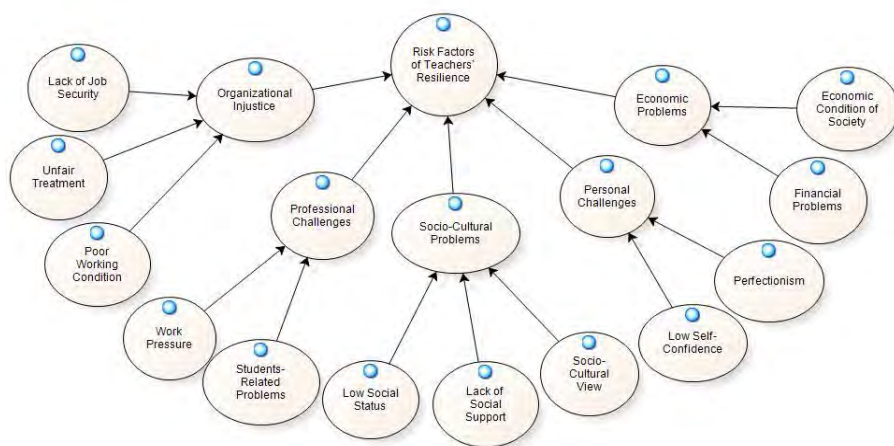 Risk Factors
of Teachers'
Resilience
Lack of Job
Security
Organizational
Injustice
Economic
Problems
Economic
Condition of
Society
Unfair
Treatment
Professional
Challenges
Socio-Cultural
Problems
Personal
Challenges
Financial
Problems
Poor
Working
Condition
Perfectionism
Work
Pressure
Students-
Related
Problems
Low Social
Status
Lack of
Social
Support
Socio-
Cultural
View
Low Self-
Confidence